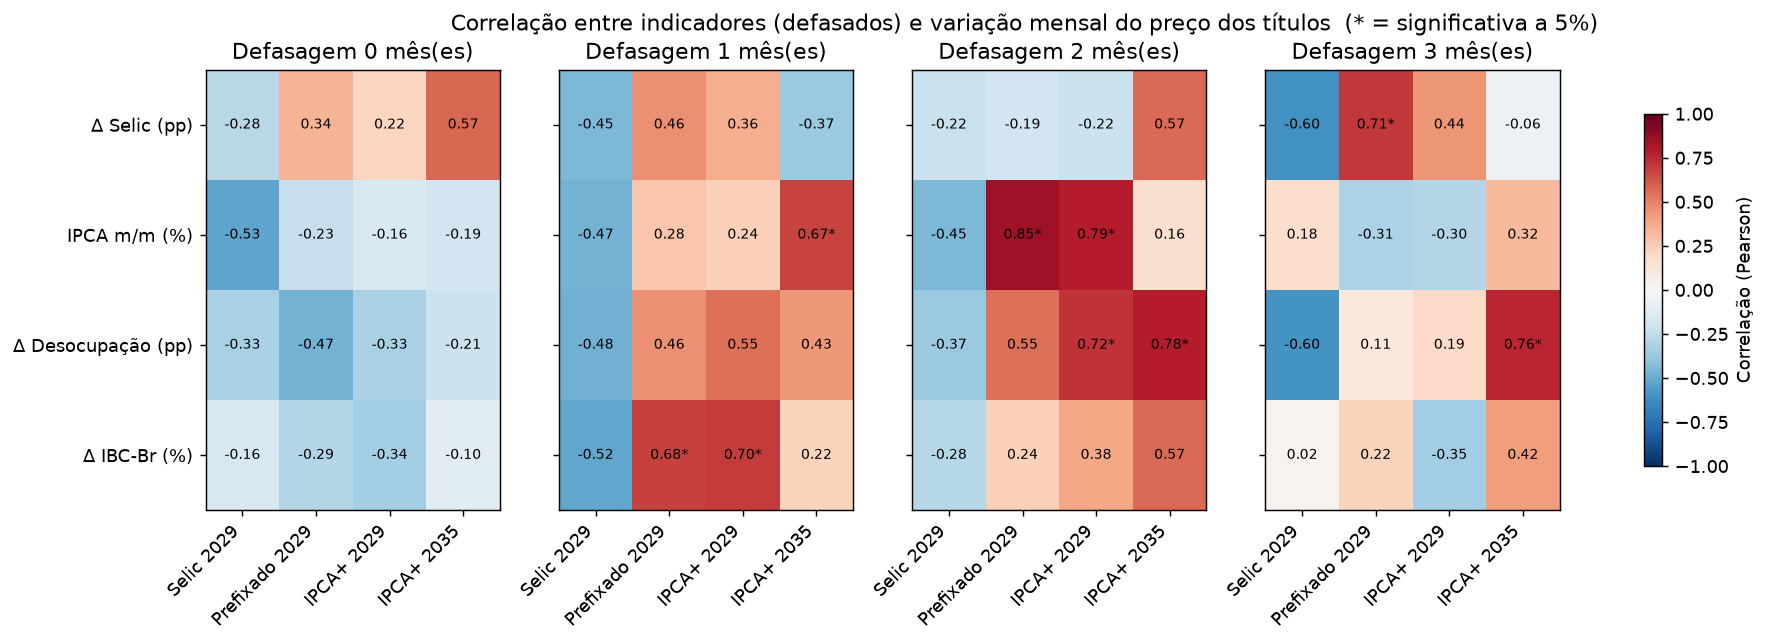 Correlação entre indicadores (defasados) e variação mensal do preço dos títulos  (* = significativa a 5%)
Defasagem 0 mês(es)
Defasagem 1 mês(es)
Defasagem 2 mês(es)
Defasagem 3 mês(es)
Δ Selic (pp)
-0.28 0.34 0.22 0.57
-0.45 0.46 0.36 -0.37
-0.22 -0.19 -0.22 0.57
-0.60 0.71* 0.44 -0.06
IPCA m/m (%)
-0.53 -0.23 -0.16 -0.19
-0.47 0.28 0.24 0.67*
-0.45 0.85* 0.79* 0.16
0.18 -0.31 -0.30 0.32
Δ Desocupação (pp)
-0.33 -0.47 -0.33 -0.21
-0.48 0.46 0.55 0.43
-0.37 0.55 0.72* 0.78*
-0.60 0.11 0.19 0.76*
Δ IBC-Br (%)
-0.16 -0.29 -0.34 -0.10
-0.52 0.68* 0.70* 0.22
-0.28 0.24 0.38 0.57
0.02 0.22 -0.35 0.42
Selic 2029
Prefixado 2029
IPCA+ 2029
IPCA+ 2035
Selic 2029
Prefixado 2029
IPCA+ 2029
IPCA+ 2035
Selic 2029
Prefixado 2029
IPCA+ 2029
IPCA+ 2035
Selic 2029
Prefixado 2029
IPCA+ 2029
IPCA+ 2035
1.00
0.75
0.50
0.25
0.00
−0.25
−0.50
−0.75
−1.00
Correlação (Pearson)